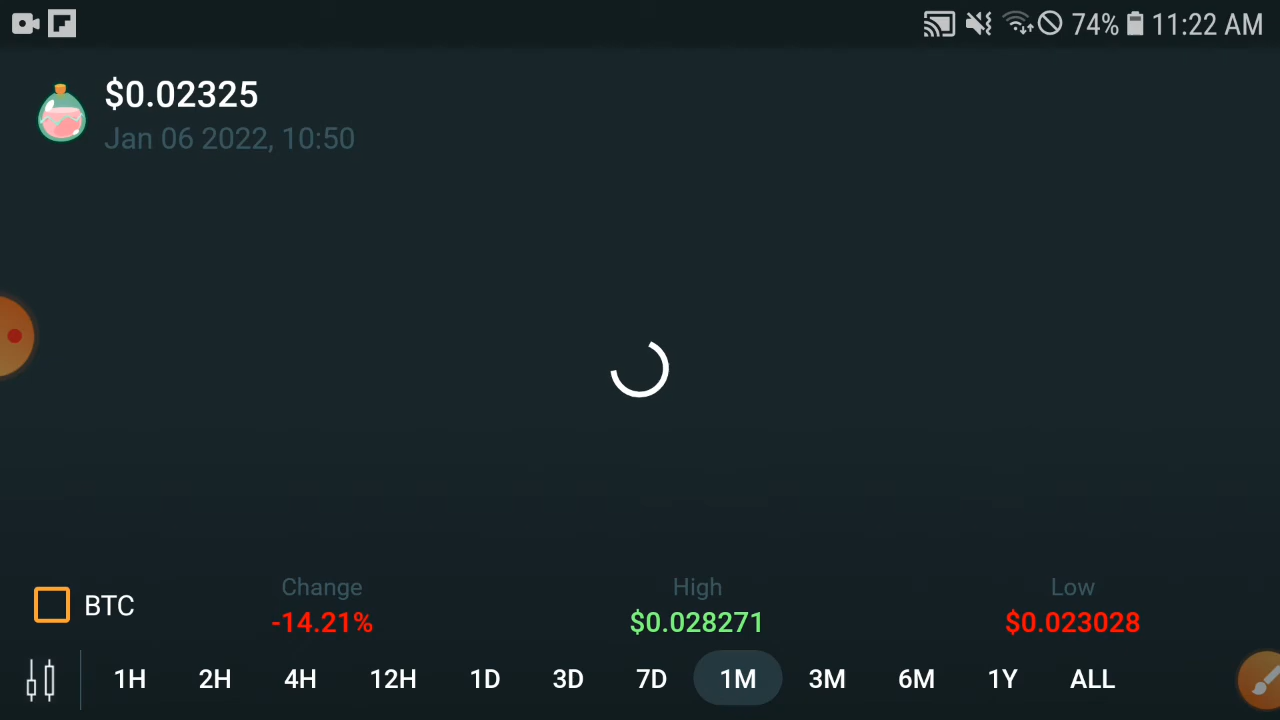 74% 11:22 AM
$0.02325
Jan 06 2022, 10:50
BTC
Change
-14.21%
High
$0.028271
Low
$0.023028
1H 2H 4H 12H 1D 3D 7D 1M 3M 6M 1Y ALL